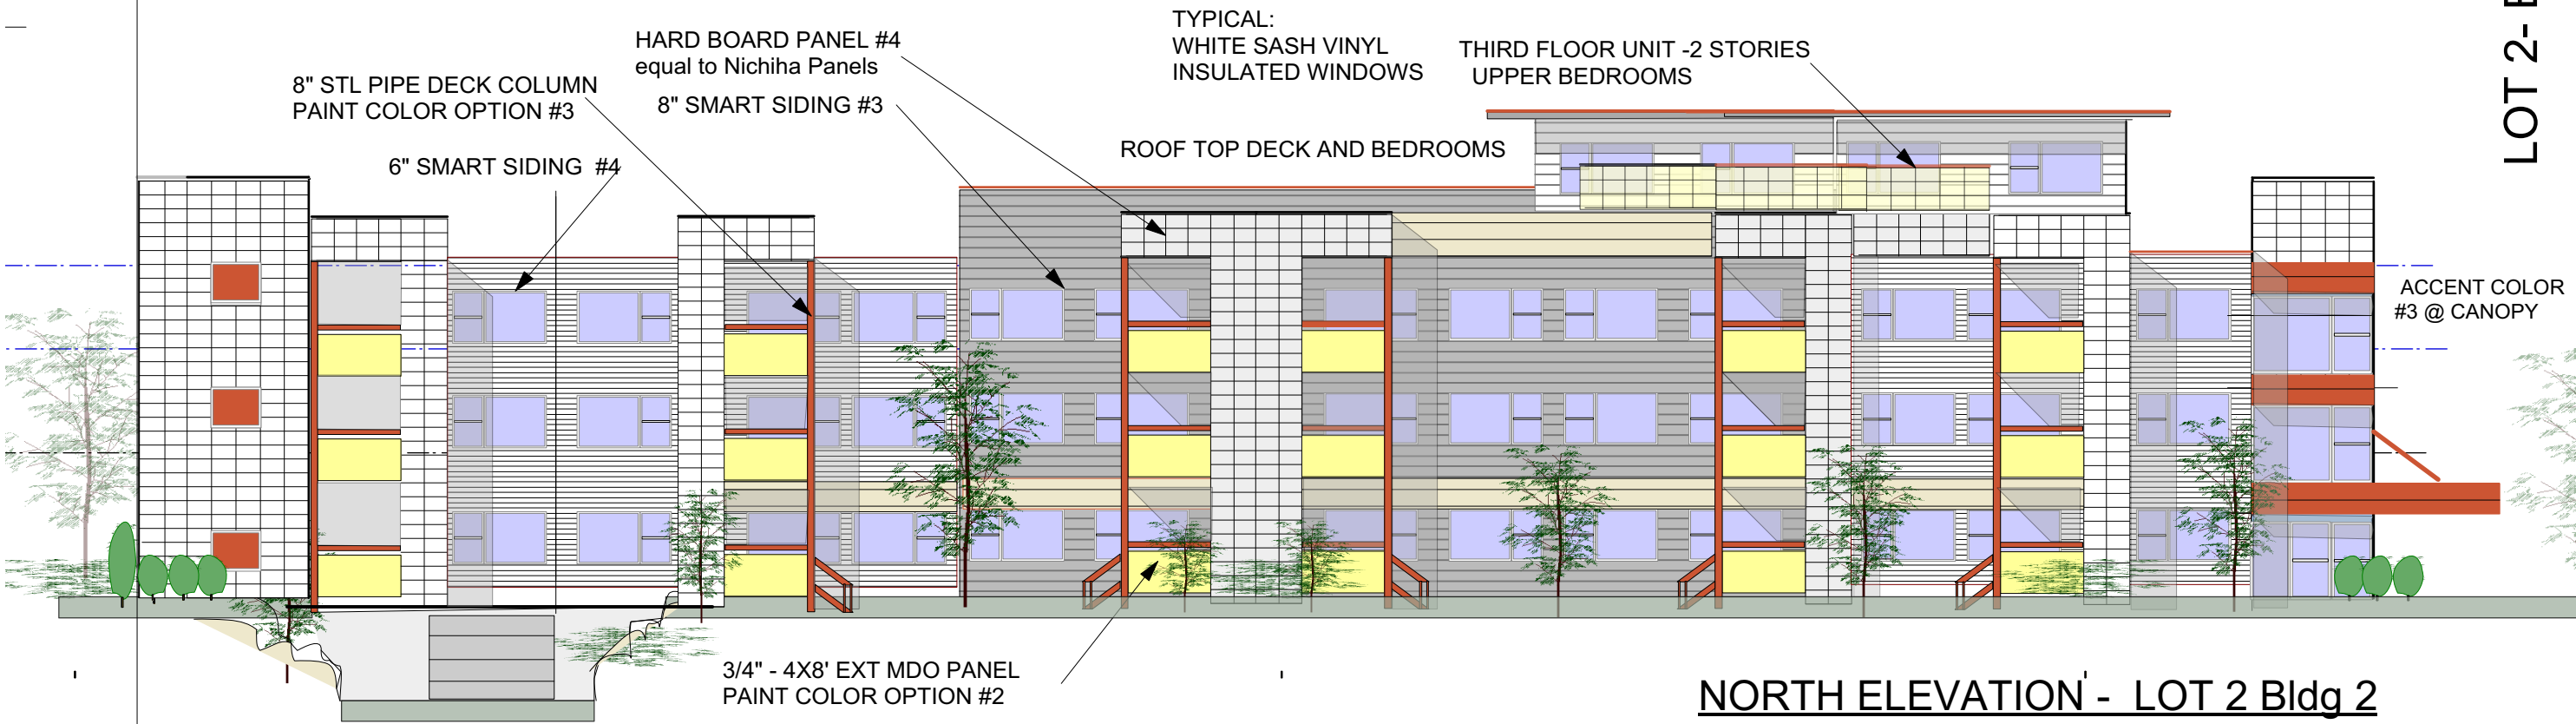 TYPICAL:
WHITE SASH VINYL
INSULATED WINDOWS
HARD BOARD PANEL #4
equal to Nichiha Panels
THIRD FLOOR UNIT -2 STORIES
UPPER BEDROOMS
8" STL PIPE DECK COLUMN
PAINT COLOR OPTION #3
8" SMART SIDING #3
6" SMART SIDING #4
ROOF TOP DECK AND BEDROOMS
LOT 2-
ACCENT COLOR
#3 @ CANOPY
3/4" - 4X8' EXT MDO PANEL
PAINT COLOR OPTION #2
NORTH ELEVATION - LOT 2 Bldg 2